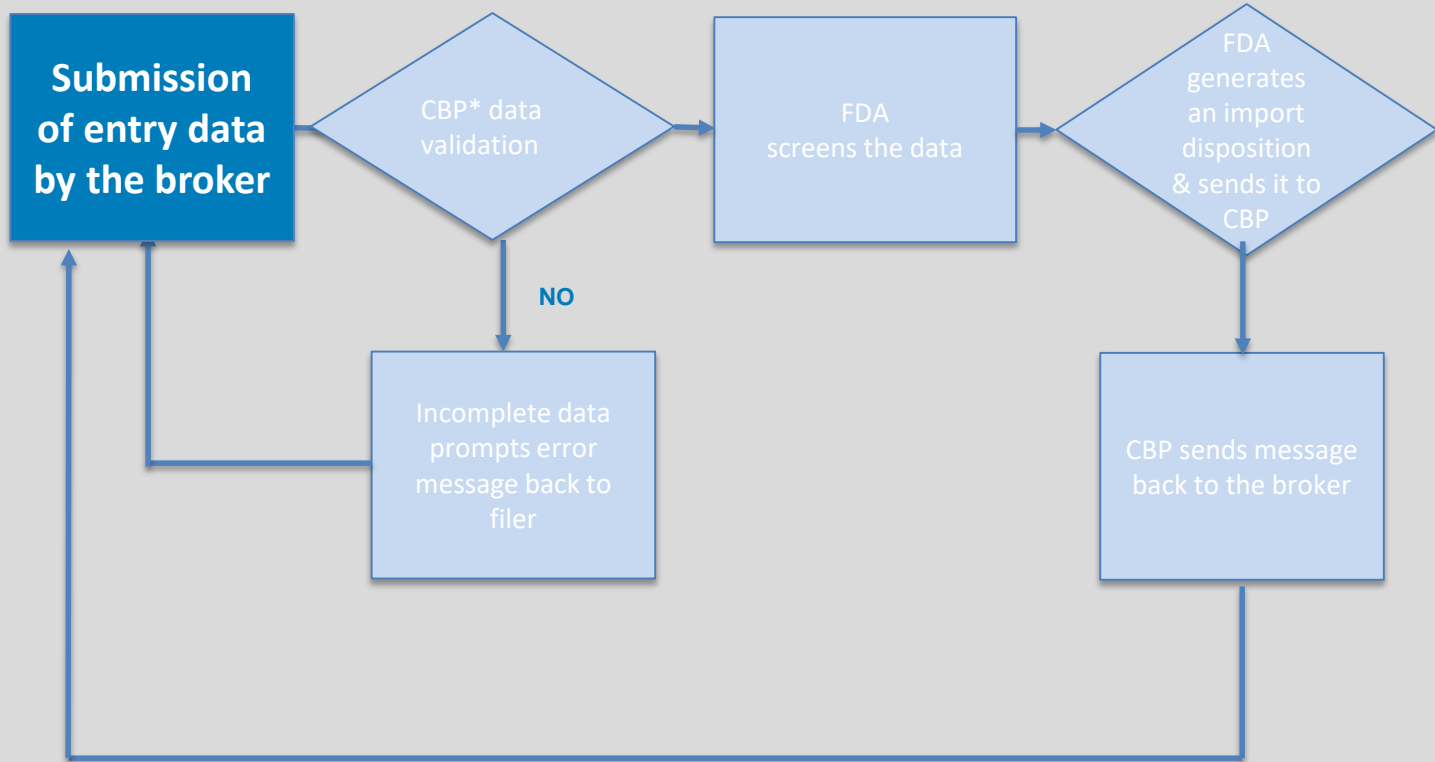 Submission
of entry data
by the broker
CBP* data
validation
FDA
screens the data
FDA
generates
an import
disposition
& sends it to
CBP
NO
Incomplete data
prompts error
message back to
filer
CBP sends message
back to the broker